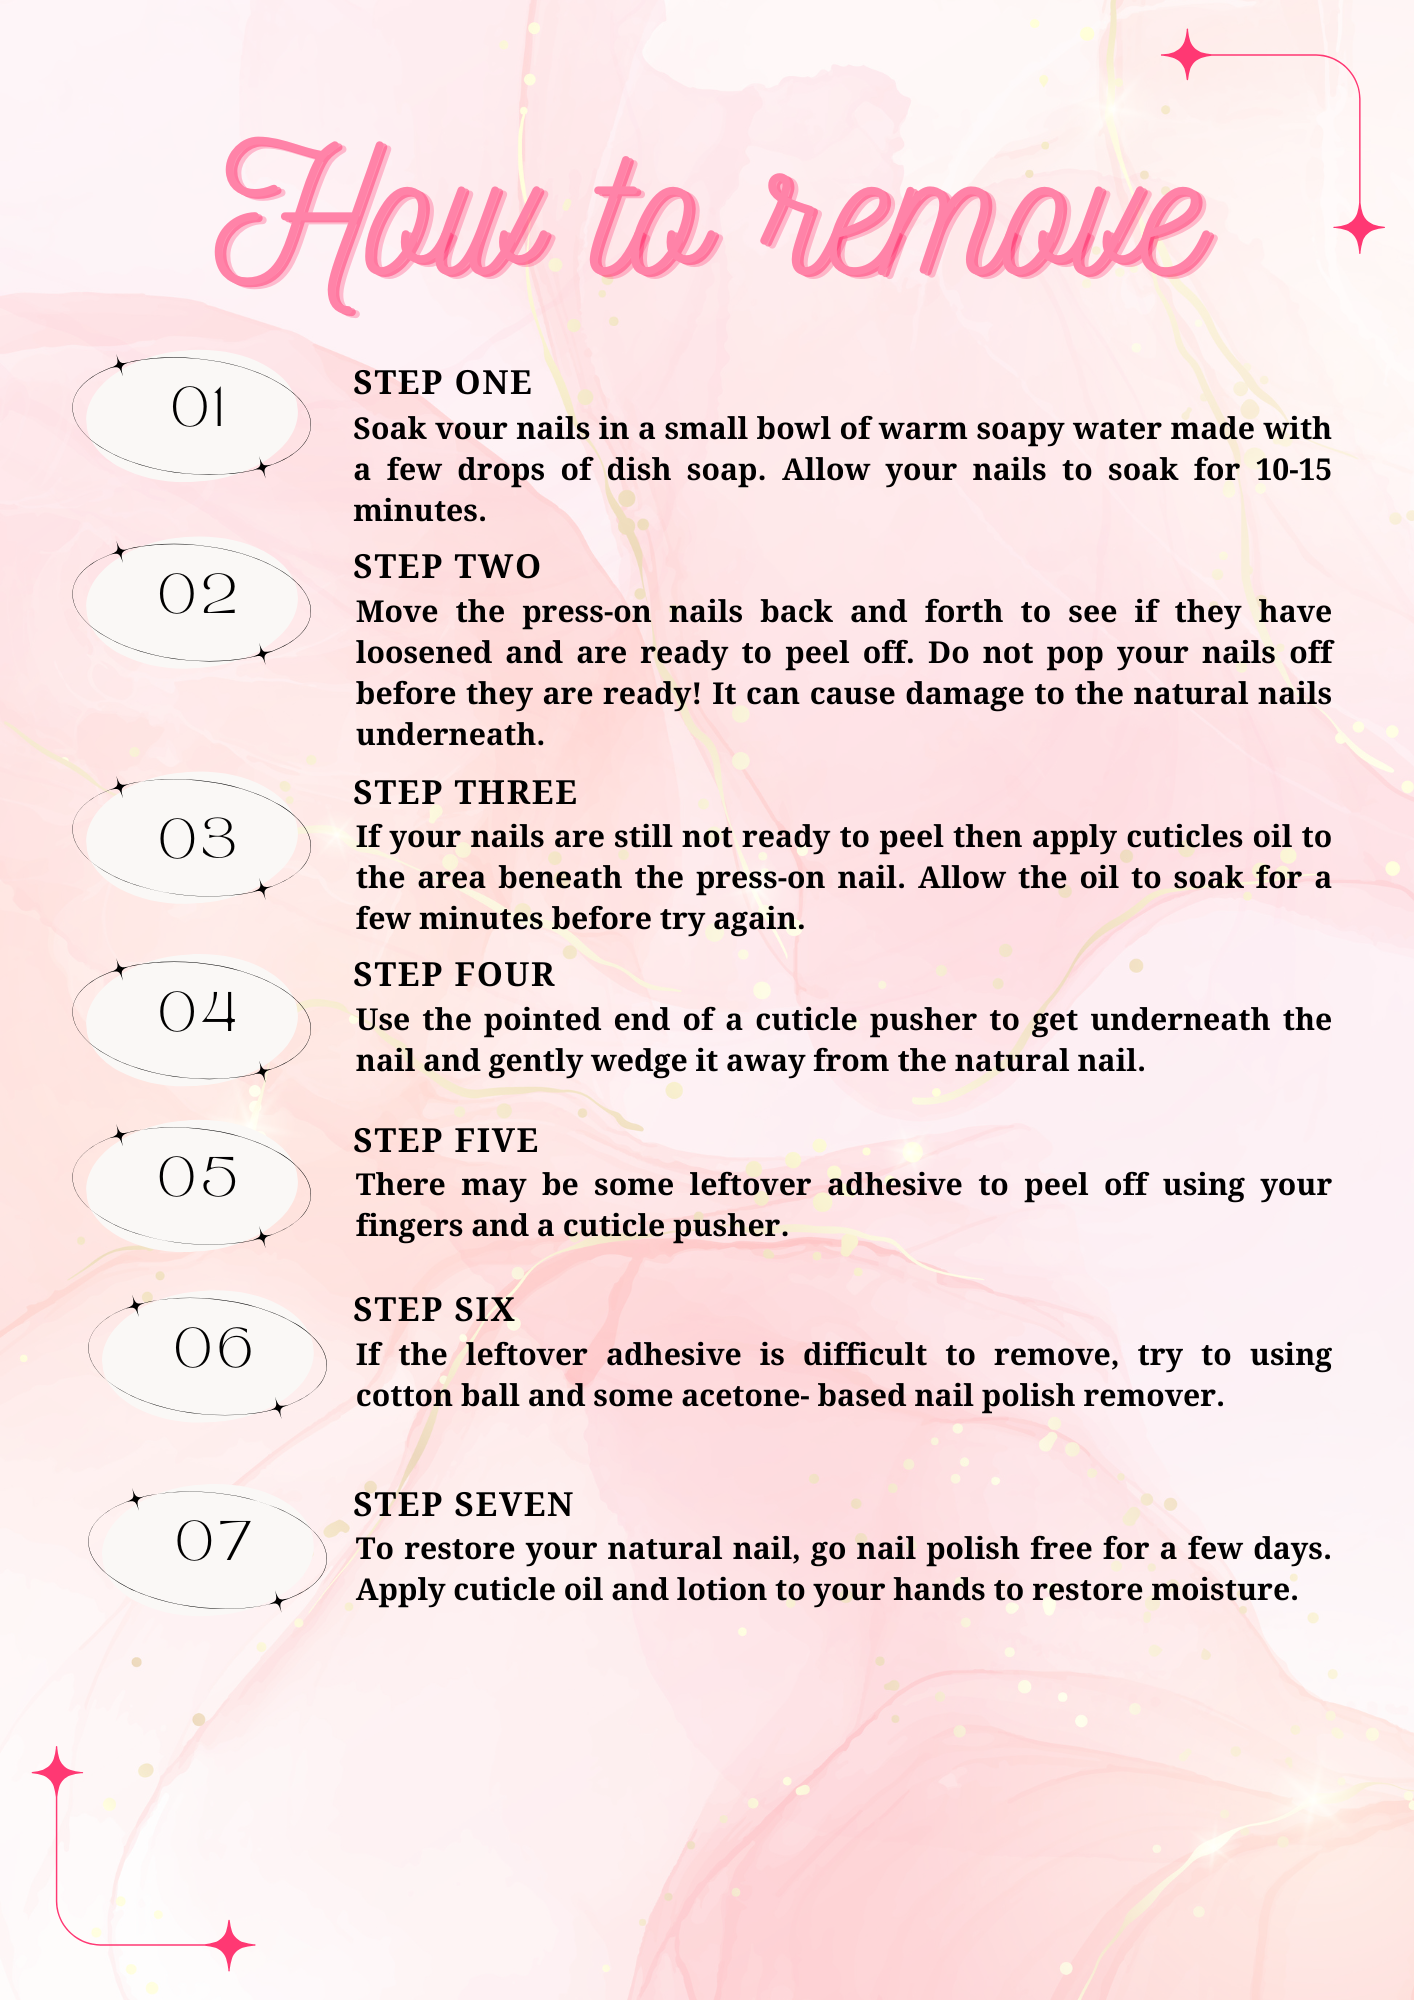 How to remove
01
STEP ONE
Soak vour nails in a small bowl of warm soapy water made with
a few drops of dish soap. Allow your nails to soak for 10-15
minutes.
02
STEP TWO
Move the press-on nails back and forth to see if they have
loosened and are ready to peel off. Do not pop your nails off
before they are ready! It can cause damage to the natural nails
underneath.
03
STEP THREE
If your nails are still not ready to peel then apply cuticles oil to
the area beneath the press-on nail. Allow the oil to soak for a
few minutes before try again.
04
STEP FOUR
Use the pointed end of a cuticle pusher to get underneath the
nail and gently wedge it away from the natural nail.
05
STEP FIVE
There may be some leftover adhesive to peel off using your
fingers and a cuticle pusher.
06
STEP SIX
If the leftover adhesive is difficult to remove, try to using
cotton ball and some acetone- based nail polish remover.
07
STEP SEVEN
To restore your natural nail, go nail polish free for a few days.
Apply cuticle oil and lotion to your hands to restore moisture.